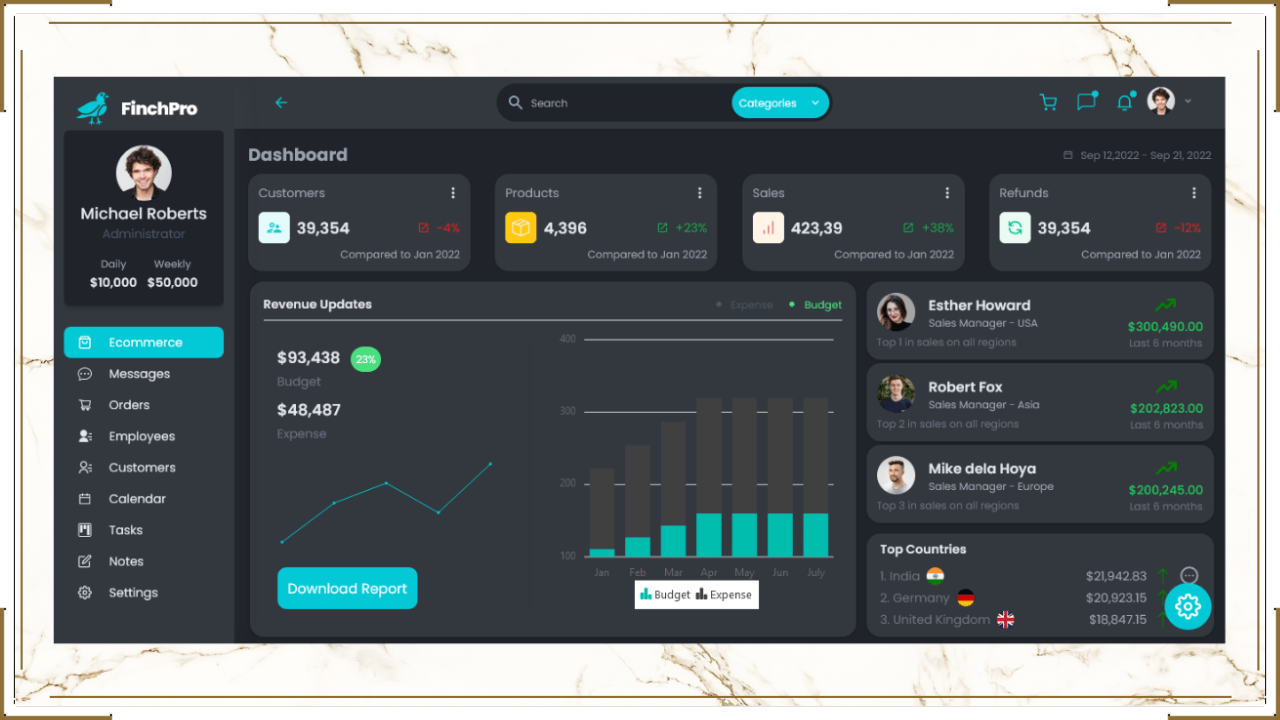 FinchPro
Search
Categories
Michael Roberts
Administrator
Daily Weekly
$10,000 $50,000
Ecommerce
Messages
Orders
Employees
Customers
Calendar
Tasks
Notes
Settings
Dashboard
Sep 12,2022 - Sep 21, 2022
Customers
39,354 -4%
Compared to Jan 2022
Products
4,396 +23%
Compared to Jan 2022
Sales
423,39 +38%
Compared to Jan 2022
Refunds
39,354 -12%
Compared to Jan 2022
Revenue Updates
Expense Budget
$93,438 23%
Budget
$48,487
Expense
Download Report
400
300
200
100
Jan Feb Mar Apr May Jun July
Budget Expense
Esther Howard
Sales Manager - USA
Top 1 in sales on all regions
$300,490.00
Last 6 months
Robert Fox
Sales Manager - Asia
Top 2 in sales on all regions
$202,823.00
Last 6 months
Mike dela Hoya
Sales Manager - Europe
Top 3 in sales on all regions
$200,245.00
Last 6 months
Top Countries
1. India $21,942.83
2. Germany $20,923.15
3. United Kingdom $18,847.15